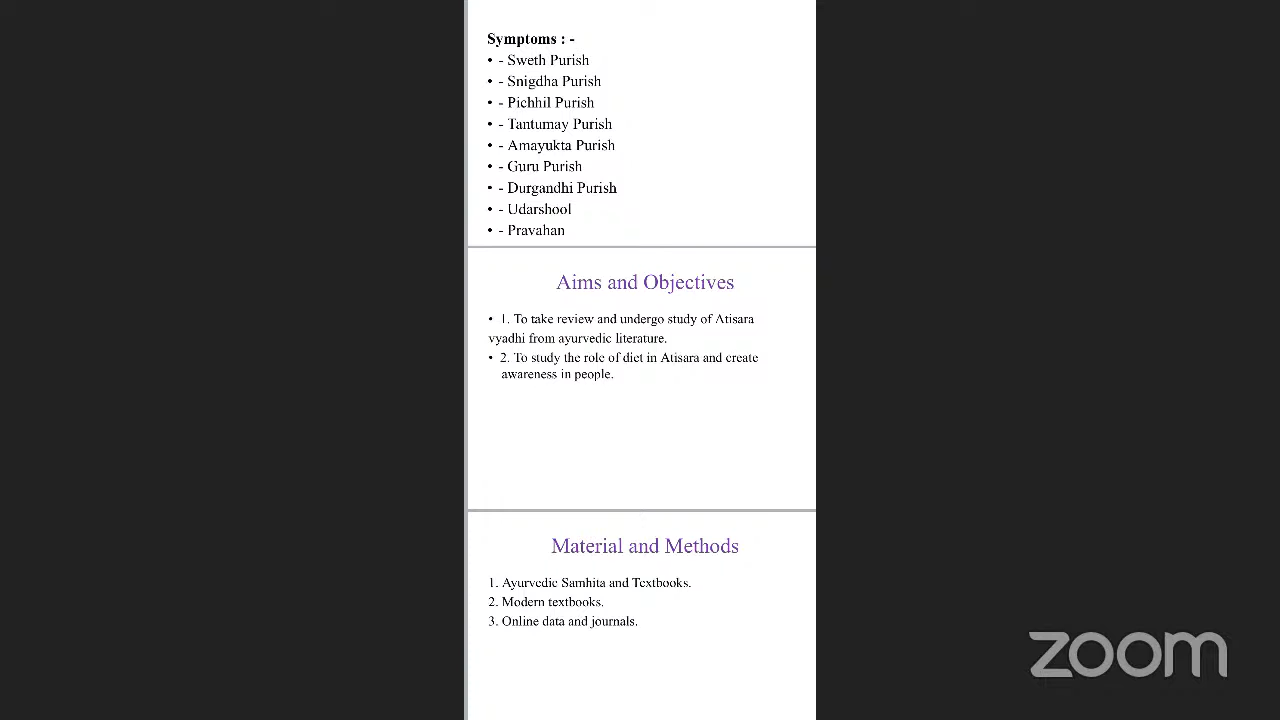 Symptoms : -
• - Sweth Purish
• - Snigdha Purish
• - Pichhil Purish
• - Tantumay Purish
• - Amayukta Purish
• - Guru Purish
• - Durgandhi Purish
• - Udarshool
• - Pravahan
Aims and Objectives
• 1. To take review and undergo study of Atisara
vyadhi from ayurvedic literature.
• 2. To study the role of diet in Atisara and create
awareness in people.
Material and Methods
1. Ayurvedic Samhita and Textbooks.
2. Modern textbooks.
3. Online data and journals.
zoom